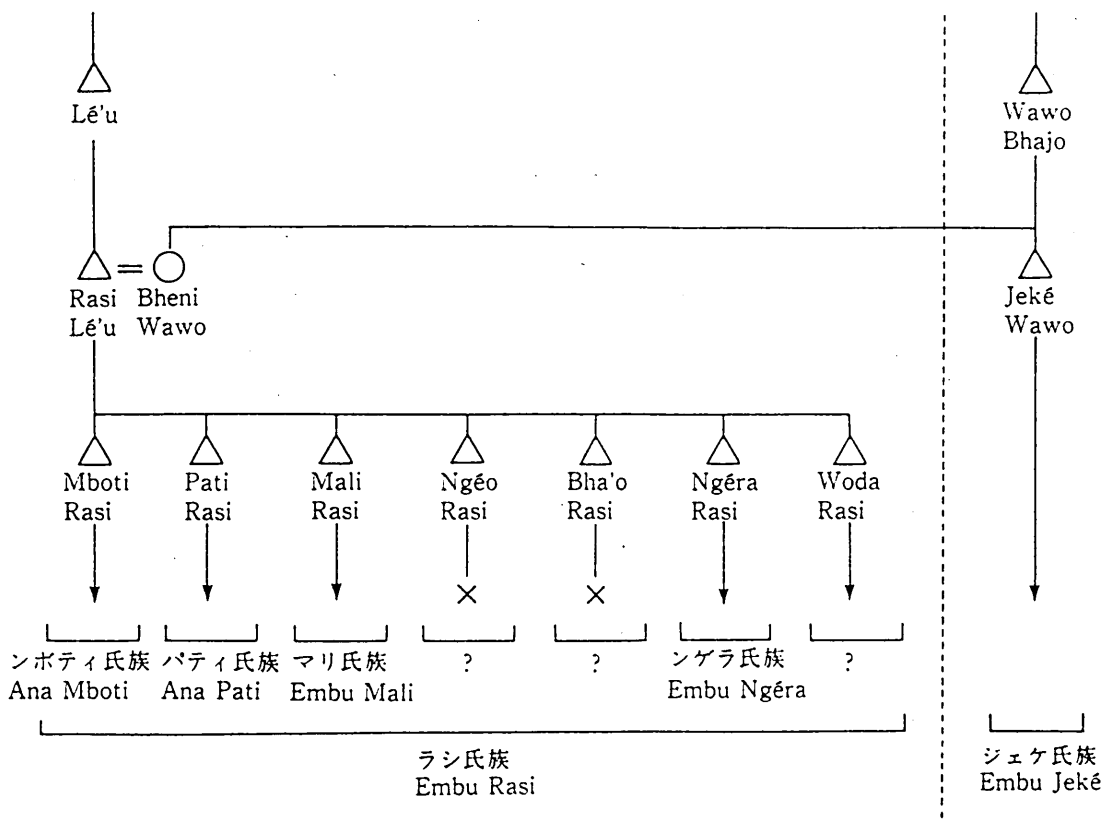 Lé'u
Wawo
Bhajo
Rasi
Lé'u
Bheni
Wawo
Jeké
Wawo
Mboti
Rasi
Pati
Rasi
Mali
Rasi
Ngéo
Rasi
Bha'o
Rasi
Ngéra
Rasi
Woda
Rasi
ンボティ氏族
Ana Mboti
パティ氏族
Ana Pati
マリ氏族
Embu Mali
?
?
ンゲラ氏族
Embu Ngéra
?
ラシ氏族
Embu Rasi
ジェケ氏族
Embu Jeké